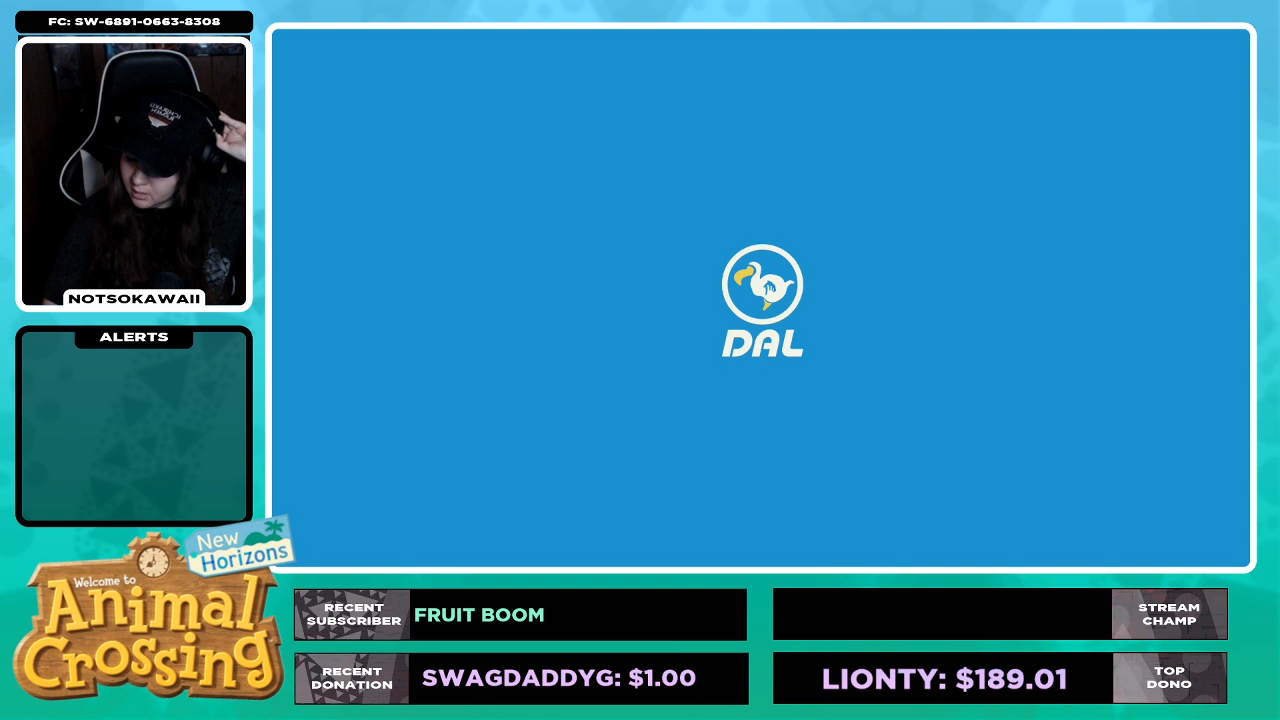 FC: SW-6891-0663-8308
NOTSOKAWAII
ALERTS
DAL
Welcome to
Animal
Crossing
New
Horizons
RECENT
SUBSCRIBER
FRUIT BOOM
STREAM
CHAMP
RECENT
DONATION
SWAGDADDYG: $1.00
LIONTY: $189.01
TOP
DONO